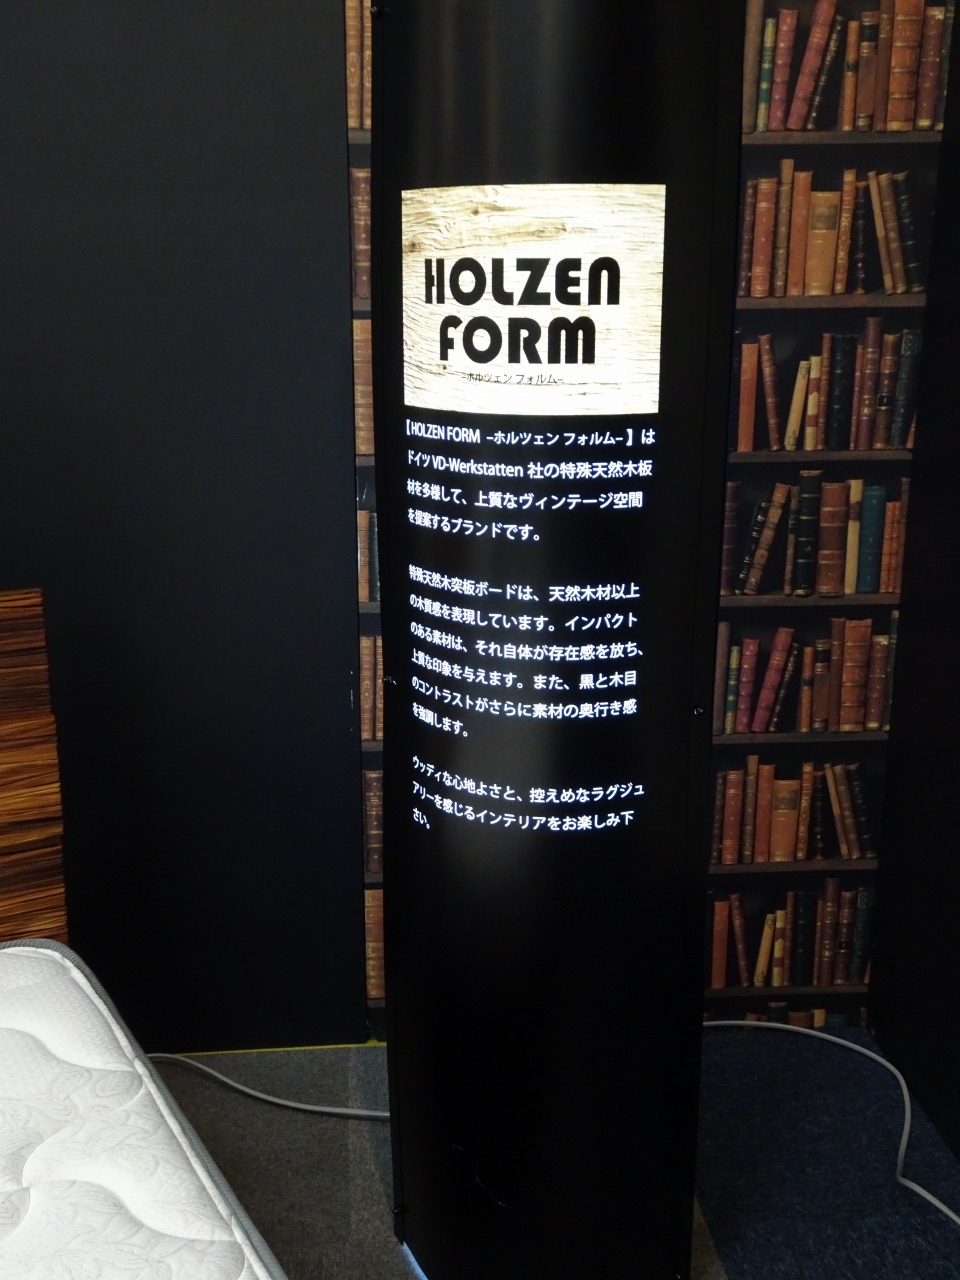 HOLZEN
FORM
–ホルツェン フォルム–
【HOLZEN FORM –ホルツェン フォルム–】は
ドイツ VD-Werkstatten 社の特殊天然木板
材を多様して、上質なヴィンテージ空間
を提案するブランドです。
特殊天然木突板ボードは、天然木材以上
の木質感を表現しています。インパクト
のある素材は、それ自体が存在感を放ち、
上質な印象を与えます。また、黒と木目
のコントラストがさらに素材の奥行き感
を強調します。
ウッディな心地よさと、控えめなラグジュ
アリーを感じるインテリアをお楽しみ下
さい。